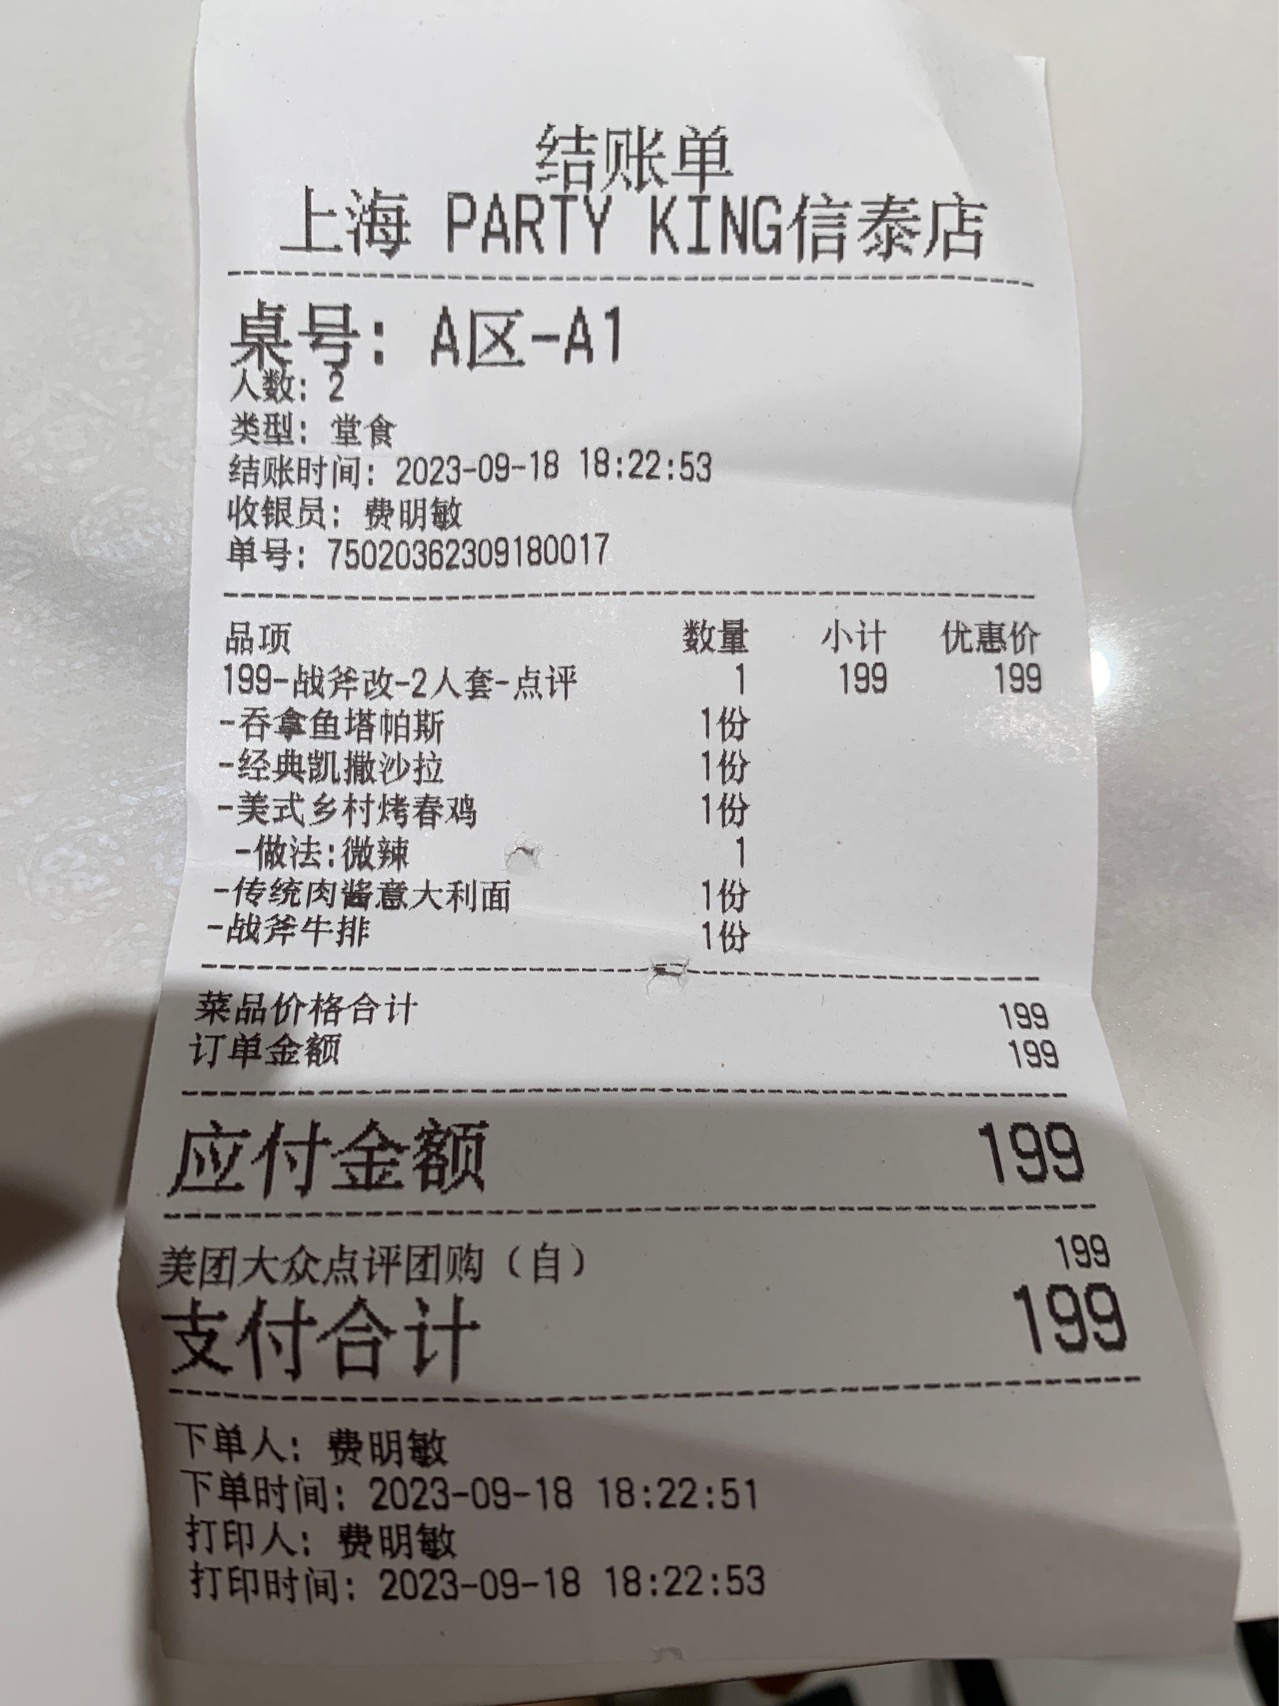 结账单
上海 PARTY KING信泰店
桌号: A区-A1
人数: 2
类型: 堂食
结账时间: 2023-09-18 18:22:53
收银员: 费明敏
单号: 75020362309180017
品项 数量 小计 优惠价
199-战斧改-2人套-点评 1 199 199
-吞拿鱼塔帕斯 1份
-经典凯撒沙拉 1份
-美式乡村烤春鸡 1份
-做法:微辣 1
-传统肉酱意大利面 1份
-战斧牛排 1份
菜品价格合计 199
订单金额 199
应付金额 199
美团大众点评团购（自） 199
支付合计 199
下单人: 费明敏
下单时间: 2023-09-18 18:22:51
打印人: 费明敏
打印时间: 2023-09-18 18:22:53